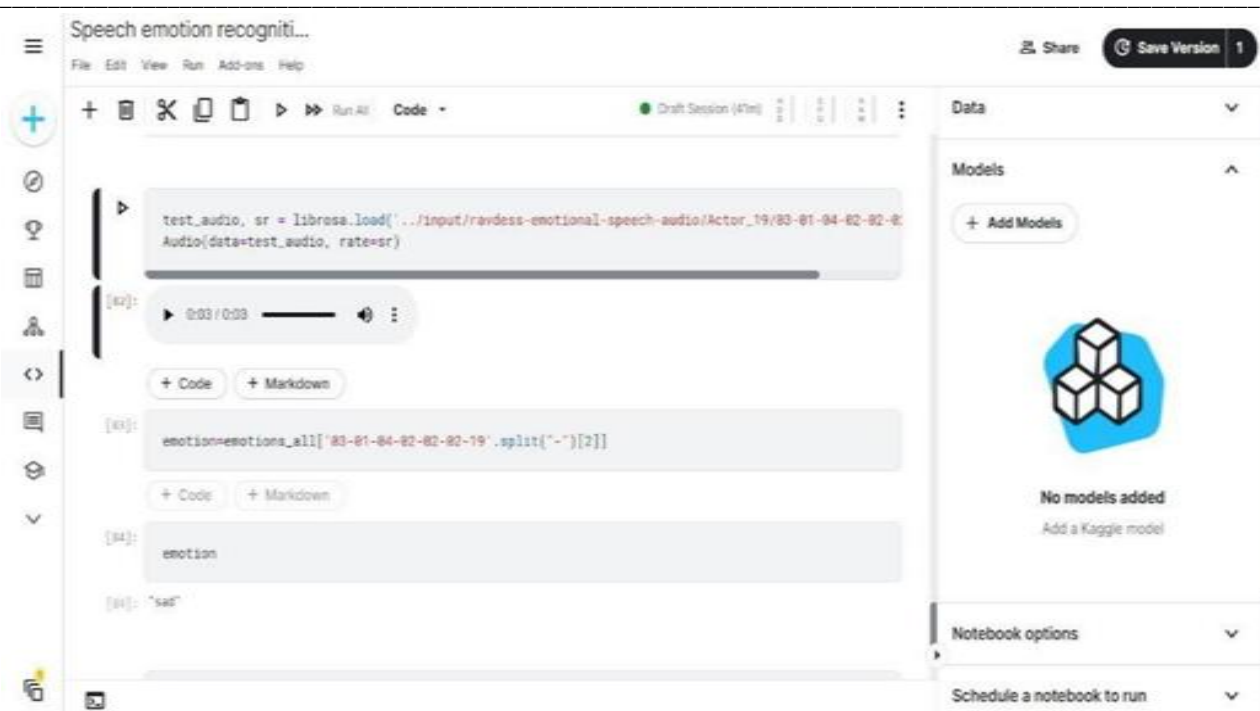 Speech emotion recogniti...
Share
Save Version 1
File Edit View Run Add-ons Help
Run All Code
Draft Session (41m)
test_audio, sr = librosa.load('../input/ravdess-emotional-speech-audio/Actor_19/03-01-04-02-02-0
Audio(data=test_audio, rate=sr)
[82]:
0:03 / 0:03
+ Code + Markdown
[83]:
emotion=emotions_all['03-01-04-02-02-02-19'.split("-")[2]]
+ Code + Markdown
[84]:
emotion
[84]: "sad"
Data
Models
+ Add Models
No models added
Add a Kaggle model
Notebook options
Schedule a notebook to run